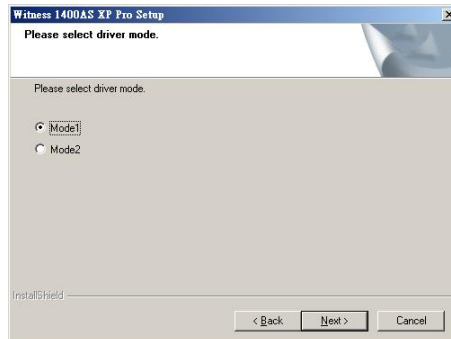 Witness 1400AS XP Pro Setup
Please select driver mode.
Please select driver mode.
Mode1
Mode2
InstallShield
< Back
Next >
Cancel